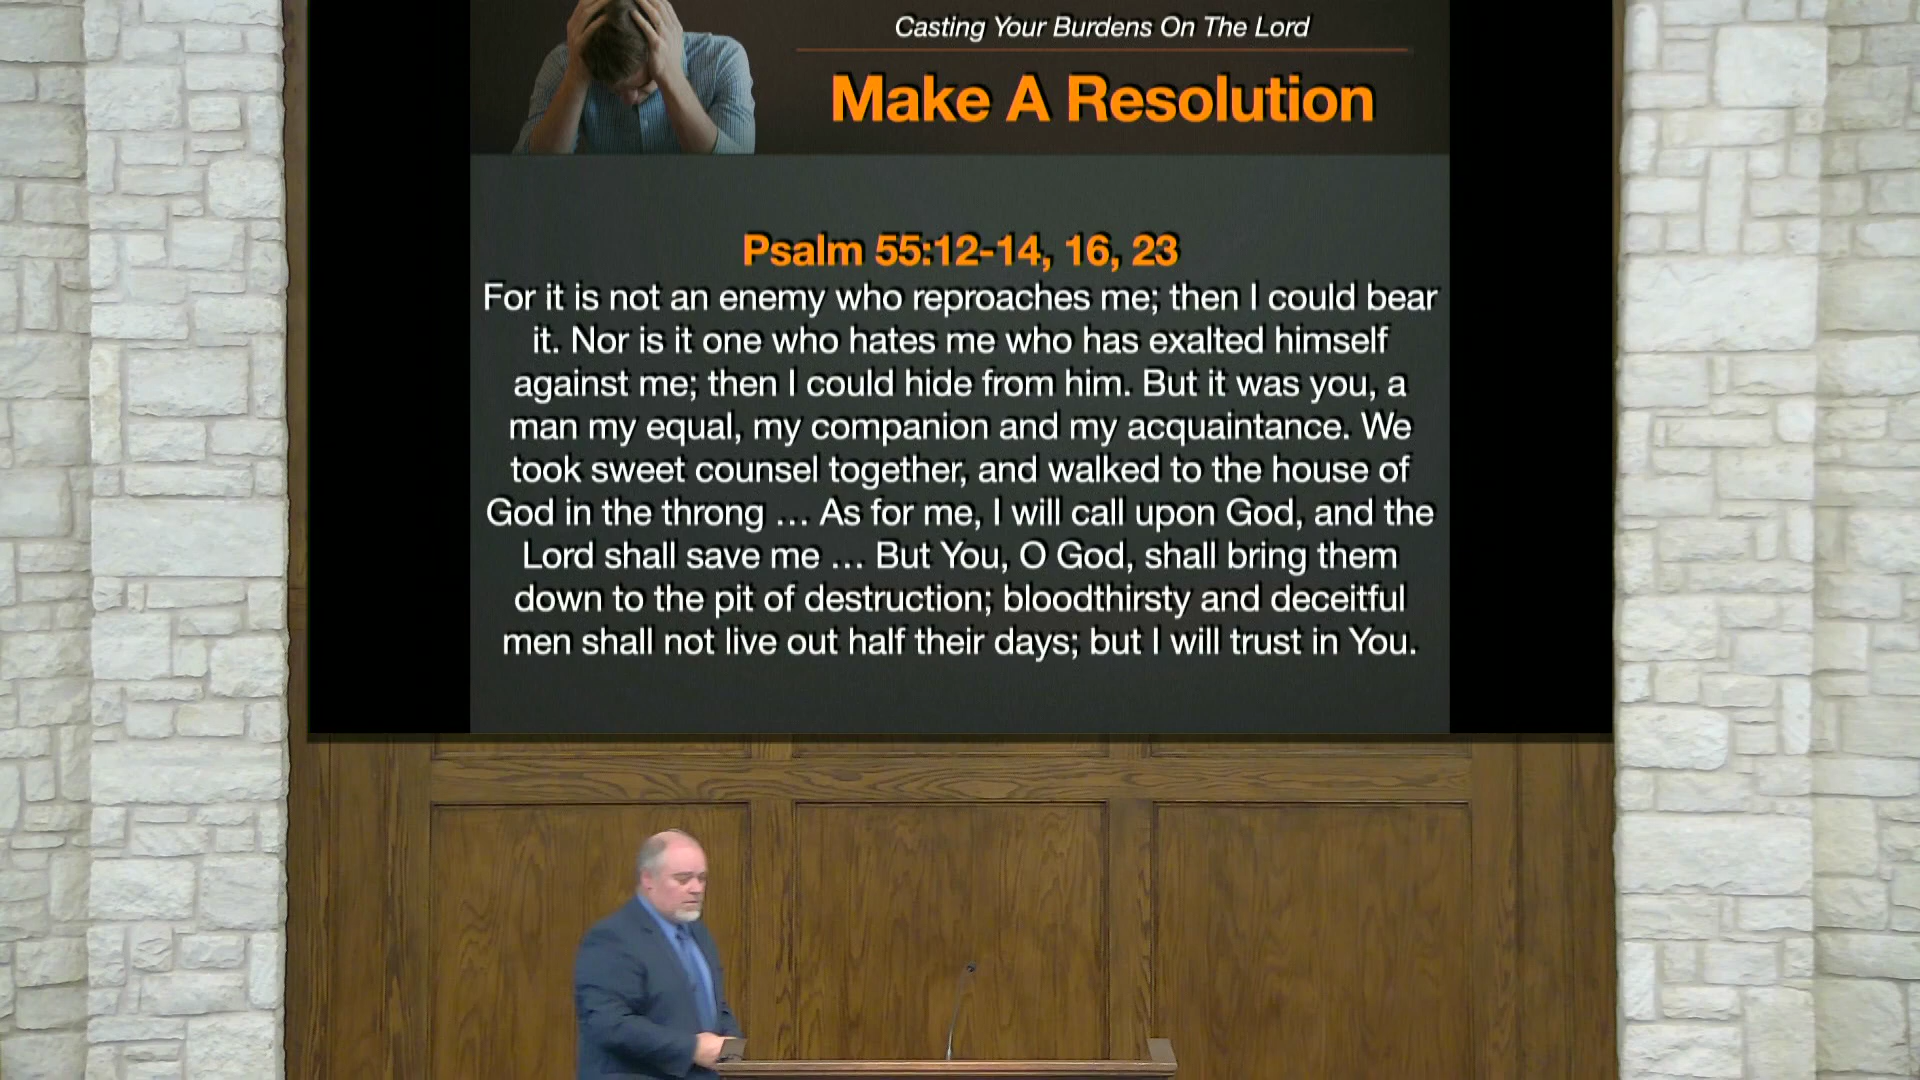 Casting Your Burdens On The Lord
Make A Resolution
Psalm 55:12-14, 16, 23
For it is not an enemy who reproaches me; then I could bear
it. Nor is it one who hates me who has exalted himself
against me; then I could hide from him. But it was you, a
man my equal, my companion and my acquaintance. We
took sweet counsel together, and walked to the house of
God in the throng … As for me, I will call upon God, and the
Lord shall save me … But You, O God, shall bring them
down to the pit of destruction; bloodthirsty and deceitful
men shall not live out half their days; but I will trust in You.